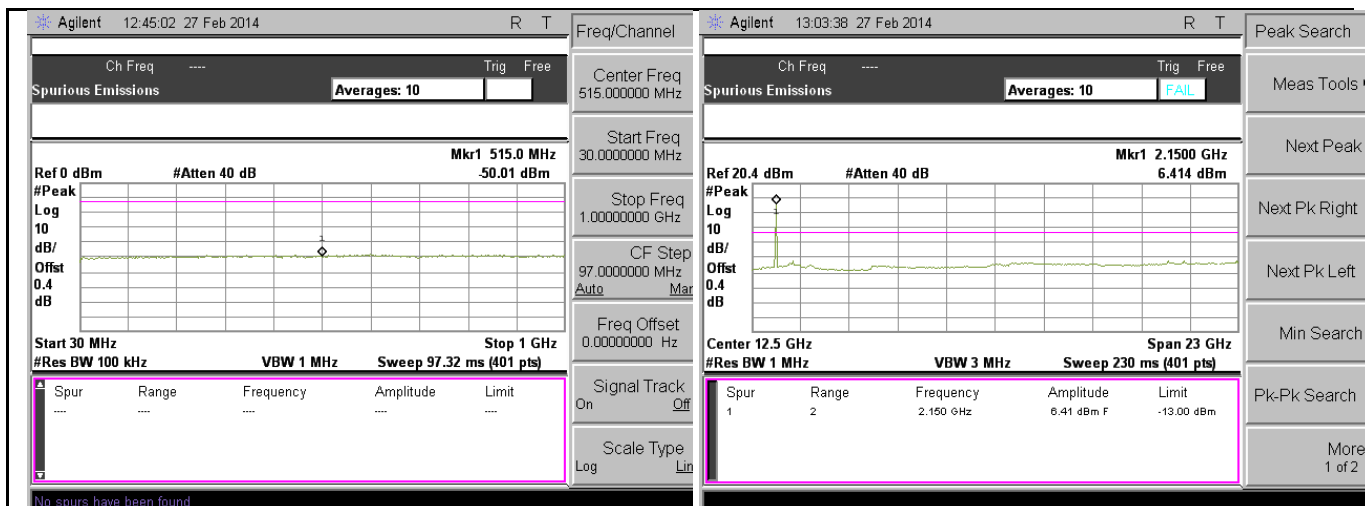 Agilent 12:45:02 27 Feb 2014 R T
Freq/Channel
Ch Freq ---- Trig Free
Spurious Emissions Averages: 10
Center Freq
515.000000 MHz
Start Freq
30.0000000 MHz
Stop Freq
1.00000000 GHz
CF Step
97.0000000 MHz
Auto Man
Freq Offset
0.00000000 Hz
Signal Track
On Off
Scale Type
Log Lin
Mkr1 515.0 MHz
Ref 0 dBm #Atten 40 dB -50.01 dBm
#Peak
Log
10
dB/
Offst
0.4
dB
1
Start 30 MHz Stop 1 GHz
#Res BW 100 kHz VBW 1 MHz Sweep 97.32 ms (401 pts)
Spur Range Frequency Amplitude Limit
---- ---- ---- ---- ----
No spurs have been found
Agilent 13:03:38 27 Feb 2014 R T
Peak Search
Ch Freq ---- Trig Free
Spurious Emissions Averages: 10 FAIL
Meas Tools
Next Peak
Next Pk Right
Next Pk Left
Min Search
Pk-Pk Search
More
1 of 2
Mkr1 2.1500 GHz
Ref 20.4 dBm #Atten 40 dB 6.414 dBm
#Peak
Log
10
dB/
Offst
0.4
dB
1
Center 12.5 GHz Span 23 GHz
#Res BW 1 MHz VBW 3 MHz Sweep 230 ms (401 pts)
Spur Range Frequency Amplitude Limit
1 2 2.150 GHz 6.41 dBm F -13.00 dBm